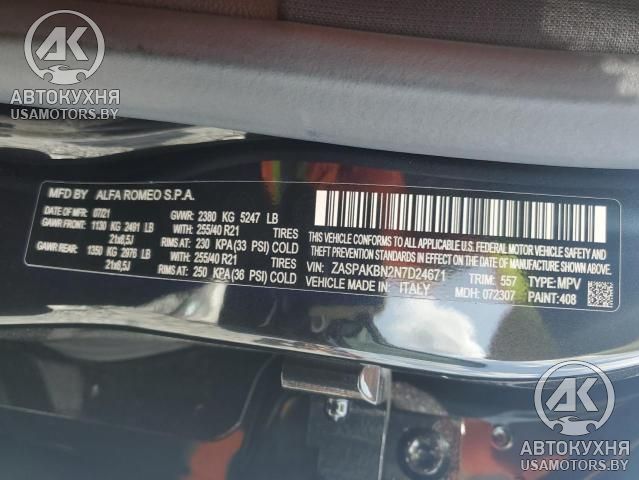 АК
АВТОКУХНЯ
USAMOTORS.BY
MFD BY ALFA ROMEO S.P.A.
DATE OF MFR: 07/21 GVWR: 2380 KG 5247 LB
GAWR FRONT: 1130 KG 2491 LB WITH: 255/40 R21 TIRES
21x8,5J RIMS AT: 230 KPA(33 PSI) COLD
GAWR REAR: 1350 KG 2976 LB WITH: 255/40 R21 TIRES
21x8,5J RIMS AT: 250 KPA(36 PSI) COLD
THIS VEHICLE CONFORMS TO ALL APPLICABLE U.S. FEDERAL MOTOR VEHICLE SAFETY, BUMPER AND
THEFT PREVENTION STANDARDS IN EFFECT ON THE DATE OF MANUFACTURE SHOWN ABOVE
VIN: ZASPAKBN2N7D24671 TRIM: 557 TYPE: MPV
VEHICLE MADE IN: ITALY MDH: 072307 PAINT: 408
АК
АВТОКУХНЯ
USAMOTORS.BY